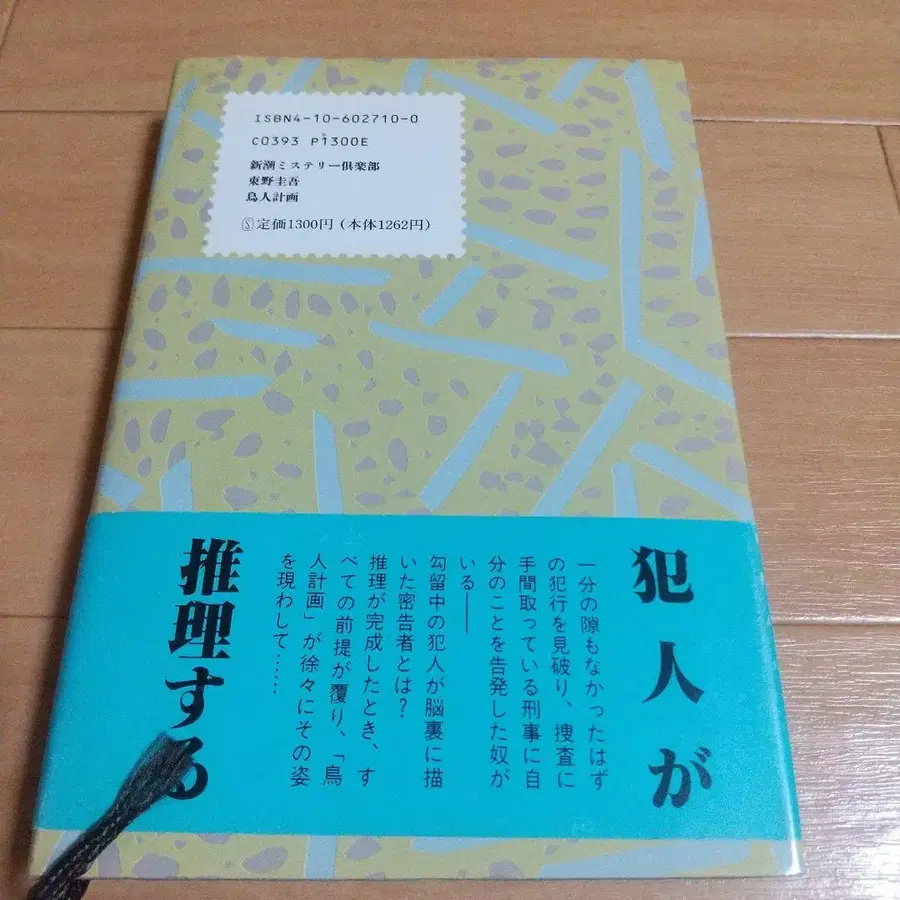 ISBN4-10-602710-0
C0393 P1300E
新潮ミステリー倶楽部
東野圭吾
鳥人計画
Ⓢ定価1300円(本体1262円)
犯人が
一分の隙もなかったはず
の犯行を見破り、捜査に
手間取っている刑事に自
分のことを告発した奴が
いる――
勾留中の犯人が脳裏に描
いた密告者とは?
推理が完成したとき、す
べての前提が覆り、「鳥
人計画」が徐々にその姿
を現わして……
推理する